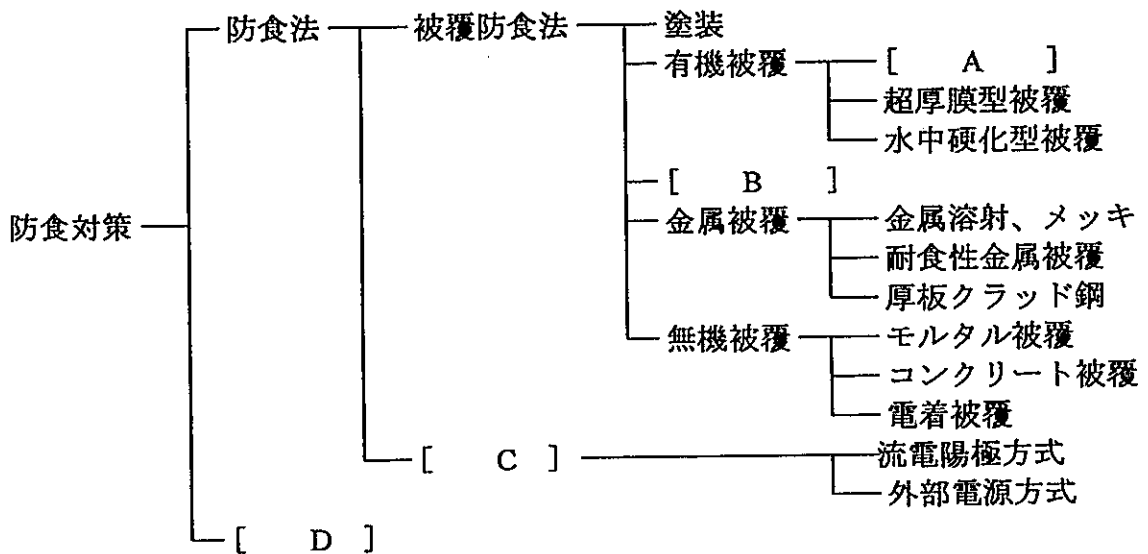 防食法 被覆防食法 塗装
有機被覆 [ A ]
超厚膜型被覆
水中硬化型被覆
[ B ]
防食対策 金属被覆 金属溶射、メッキ
耐食性金属被覆
厚板クラッド鋼
無機被覆 モルタル被覆
コンクリート被覆
電着被覆
[ C ] 流電陽極方式
外部電源方式
[ D ]